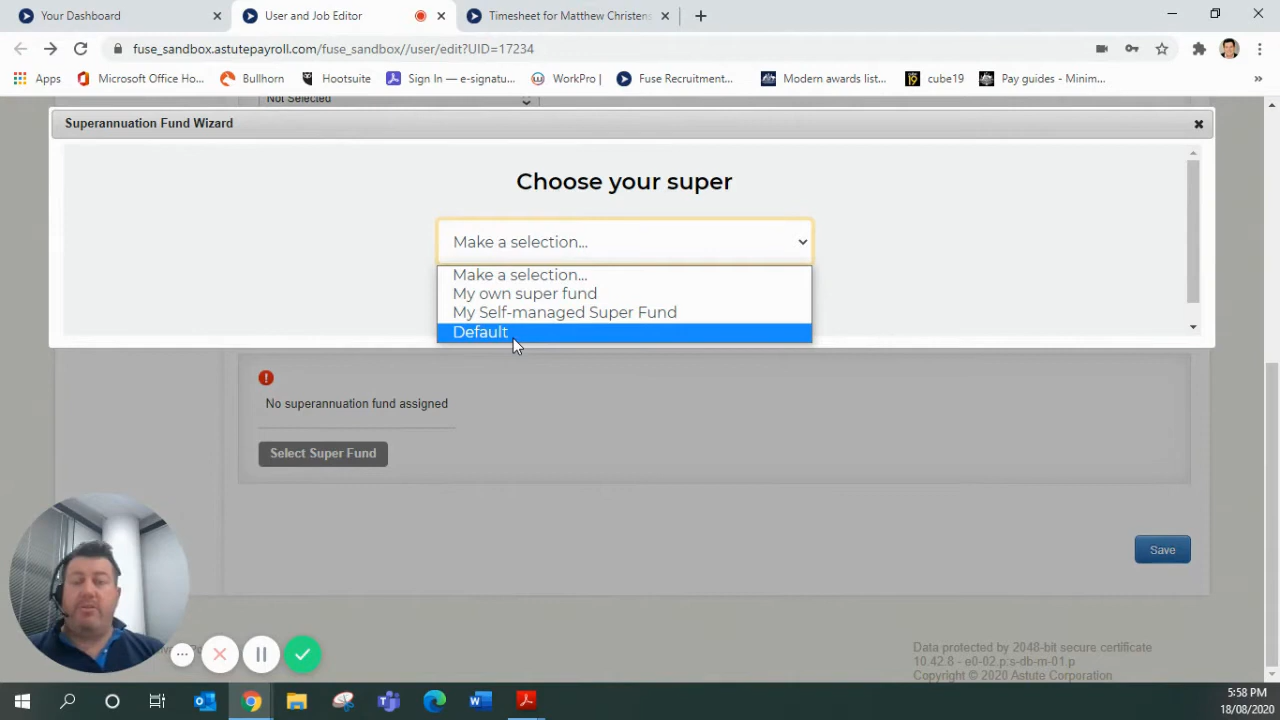 Your Dashboard
User and Job Editor
Timesheet for Matthew Christens
fuse_sandbox.astutepayroll.com/fuse_sandbox//user/edit?UID=17234
Apps
Microsoft Office Ho...
Bullhorn
Hootsuite
Sign In — e-signatu...
WorkPro |
Fuse Recruitment...
Modern awards list...
cube19
Pay guides - Minim...
»
Not Selected
Superannuation Fund Wizard
Choose your super
Make a selection...
Make a selection...
My own super fund
My Self-managed Super Fund
Default
No superannuation fund assigned
Select Super Fund
Save
Data protected by 2048-bit secure certificate
10.42.8 - e0-02.p:s-db-m-01.p
Copyright © 2020 Astute Corporation
5:58 PM
18/08/2020